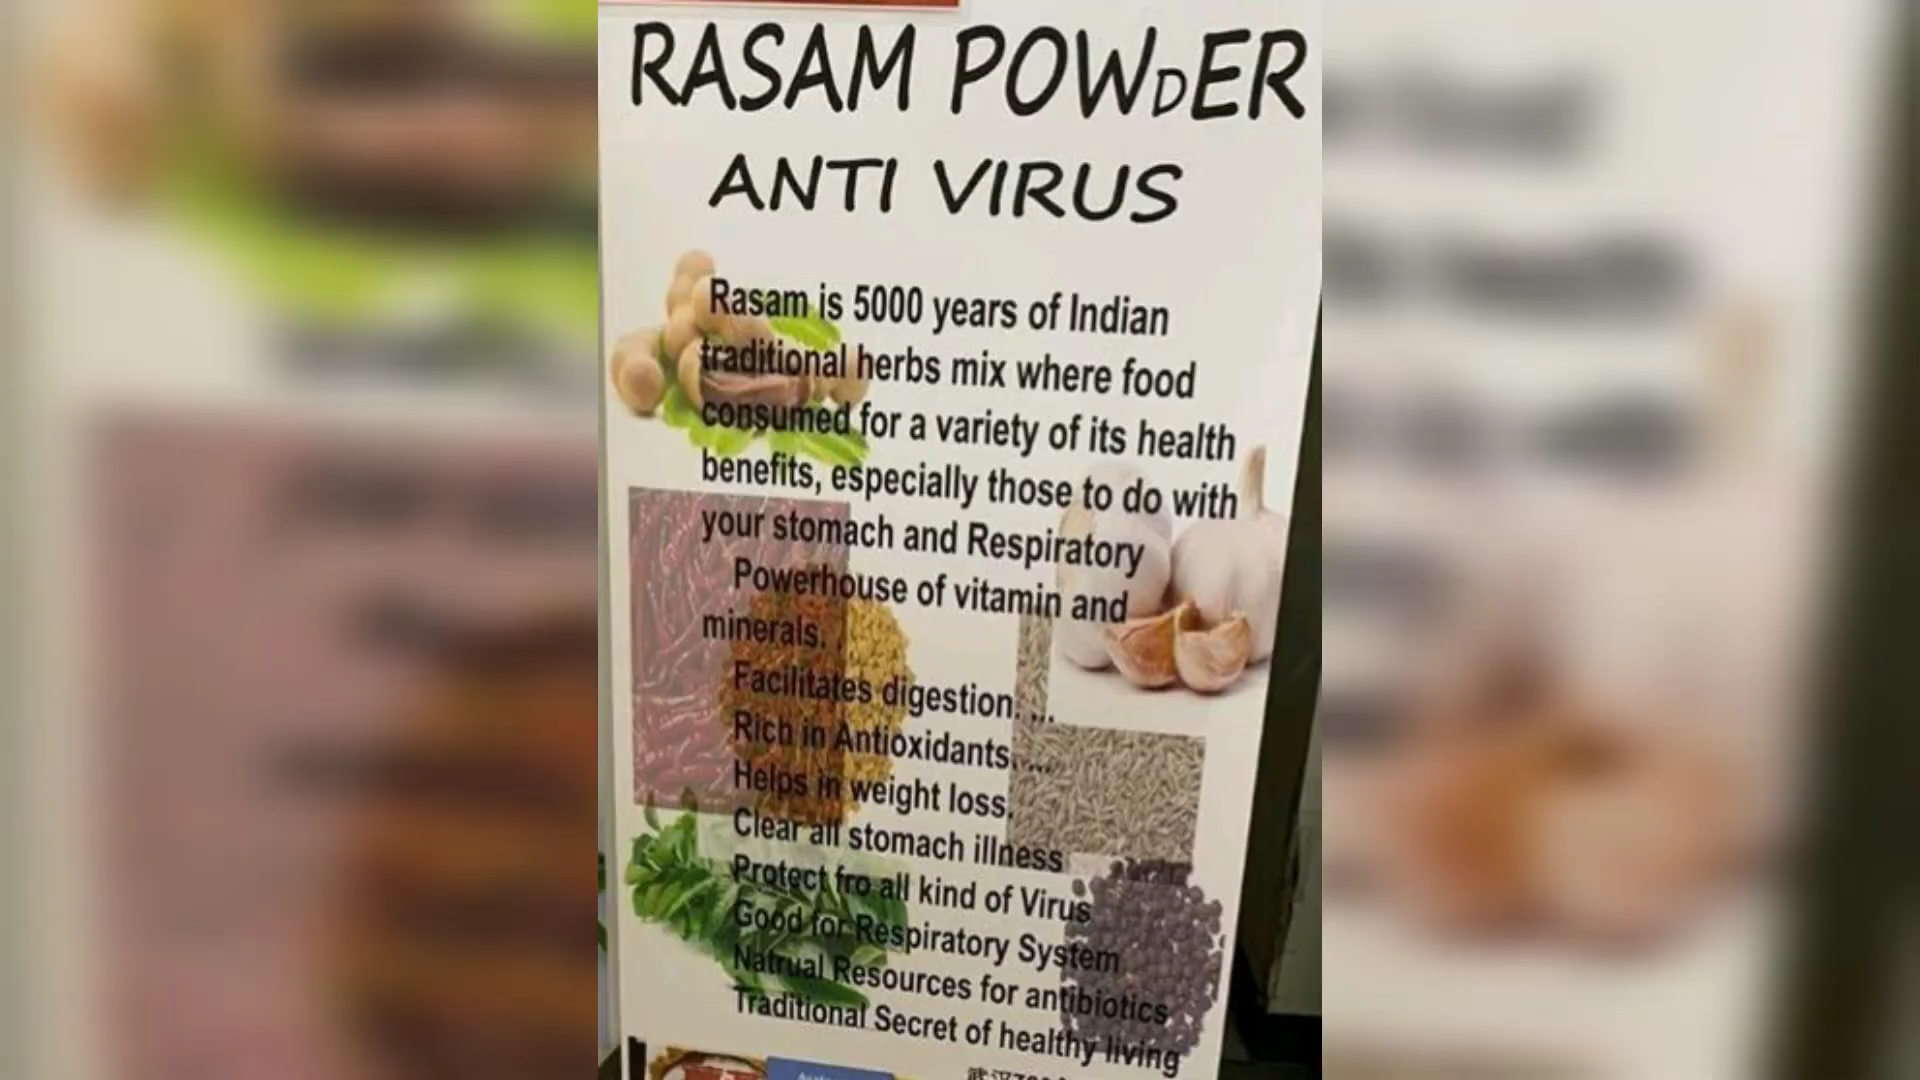 RASAM POWDER
ANTI VIRUS
Rasam is 5000 years of Indian
traditional herbs mix where food
consumed for a variety of its health
benefits, especially those to do with
your stomach and Respiratory
Powerhouse of vitamin and
minerals. .
Facilitates digestion. ...
Rich in Antioxidants. ...
Helps in weight loss.
Clear all stomach illness
Protect fro all kind of Virus
Good for Respiratory System
Natrual Resources for antibiotics
Traditional Secret of healthy living